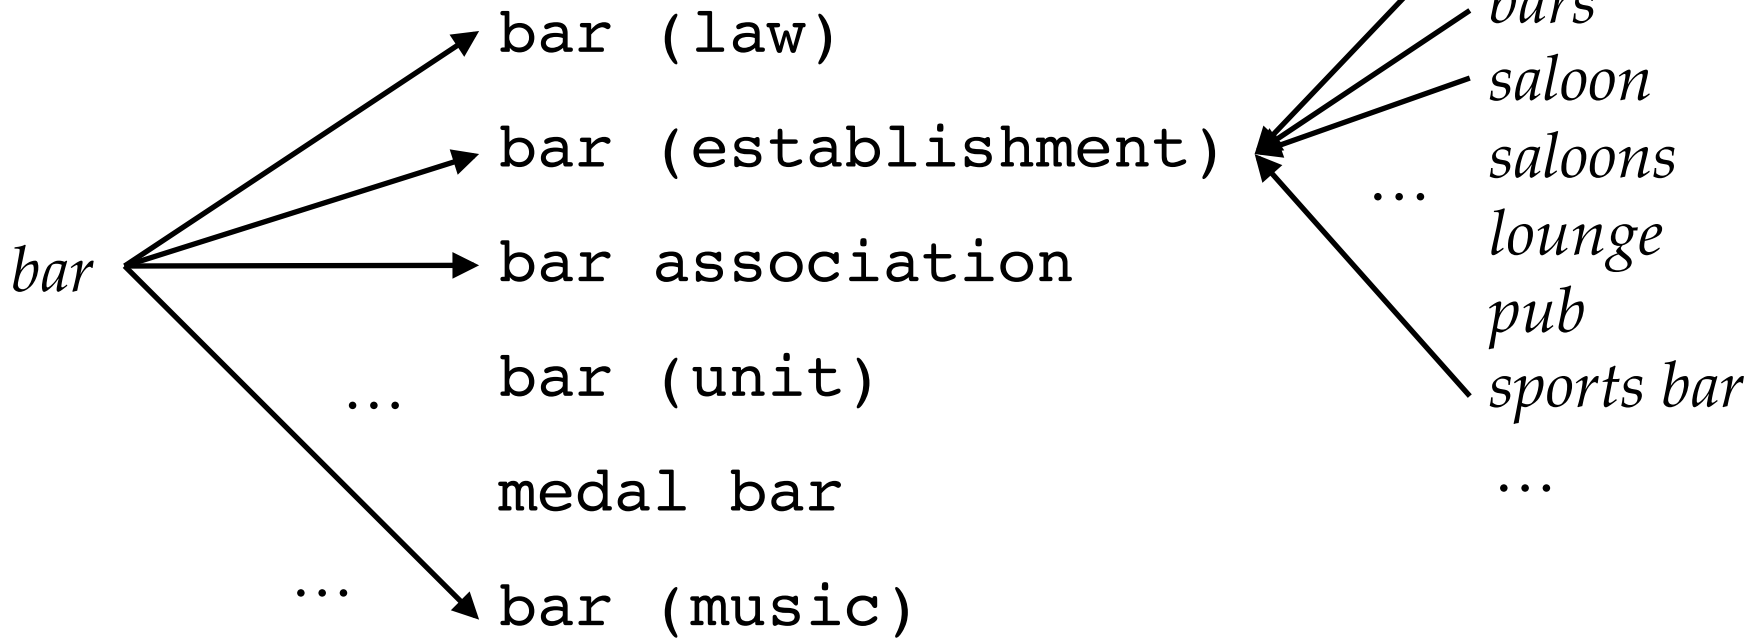 bar
bar (law)
bar (establishment)
bar association
…
bar (unit)
medal bar
…
bar (music)
bars
saloon
saloons
…
lounge
pub
sports bar
…